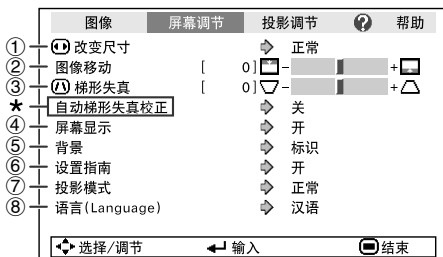 图像 屏幕调节 投影调节 ? 帮助
① 改变尺寸 正常
② 图像移动 [ 0] - +
③ 梯形失真 [ 0] - +
* 自动梯形失真校正 关
④ 屏幕显示 开
⑤ 背景 标识
⑥ 设置指南 开
⑦ 投影模式 正常
⑧ 语言(Language) 汉语
选择/调节 输入 结束